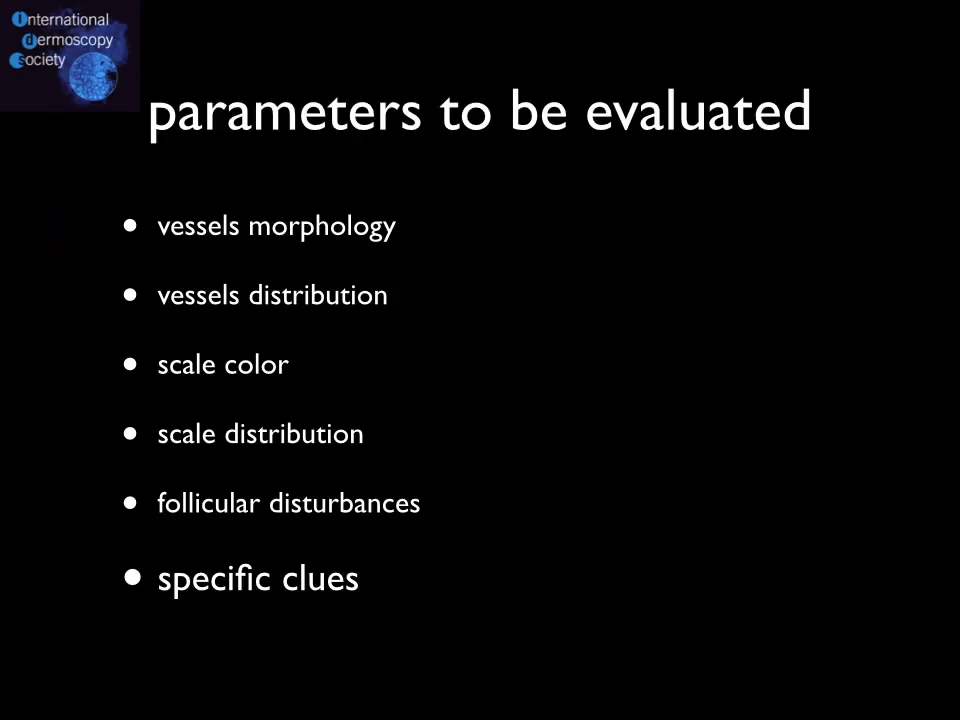 International
Dermoscopy
Society
parameters to be evaluated
• vessels morphology
• vessels distribution
• scale color
• scale distribution
• follicular disturbances
• specific clues